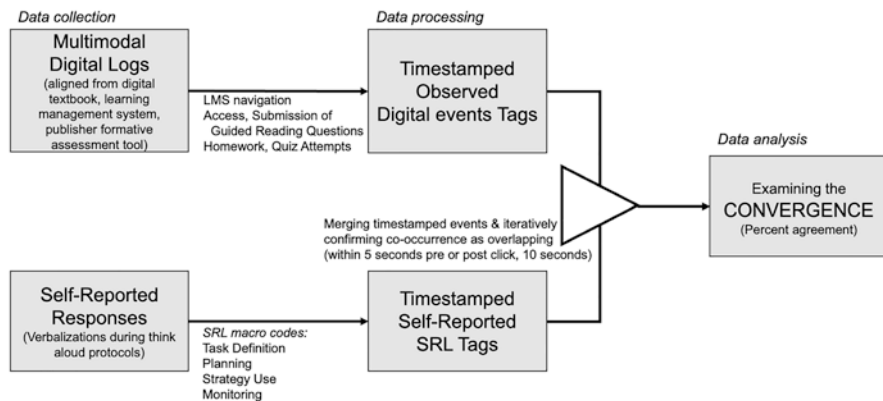 Data collection
Multimodal
Digital Logs
(aligned from digital
textbook, learning
management system,
publisher formative
assessment tool)
LMS navigation
Access, Submission of
Guided Reading Questions
Homework, Quiz Attempts
Data processing
Timestamped
Observed
Digital events Tags
Merging timestamped events & iteratively
confirming co-occurrence as overlapping
(within 5 seconds pre or post click, 10 seconds)
Data analysis
Examining the
CONVERGENCE
(Percent agreement)
Self-Reported
Responses
(Verbalizations during think
aloud protocols)
SRL macro codes:
Task Definition
Planning
Strategy Use
Monitoring
Timestamped
Self-Reported
SRL Tags